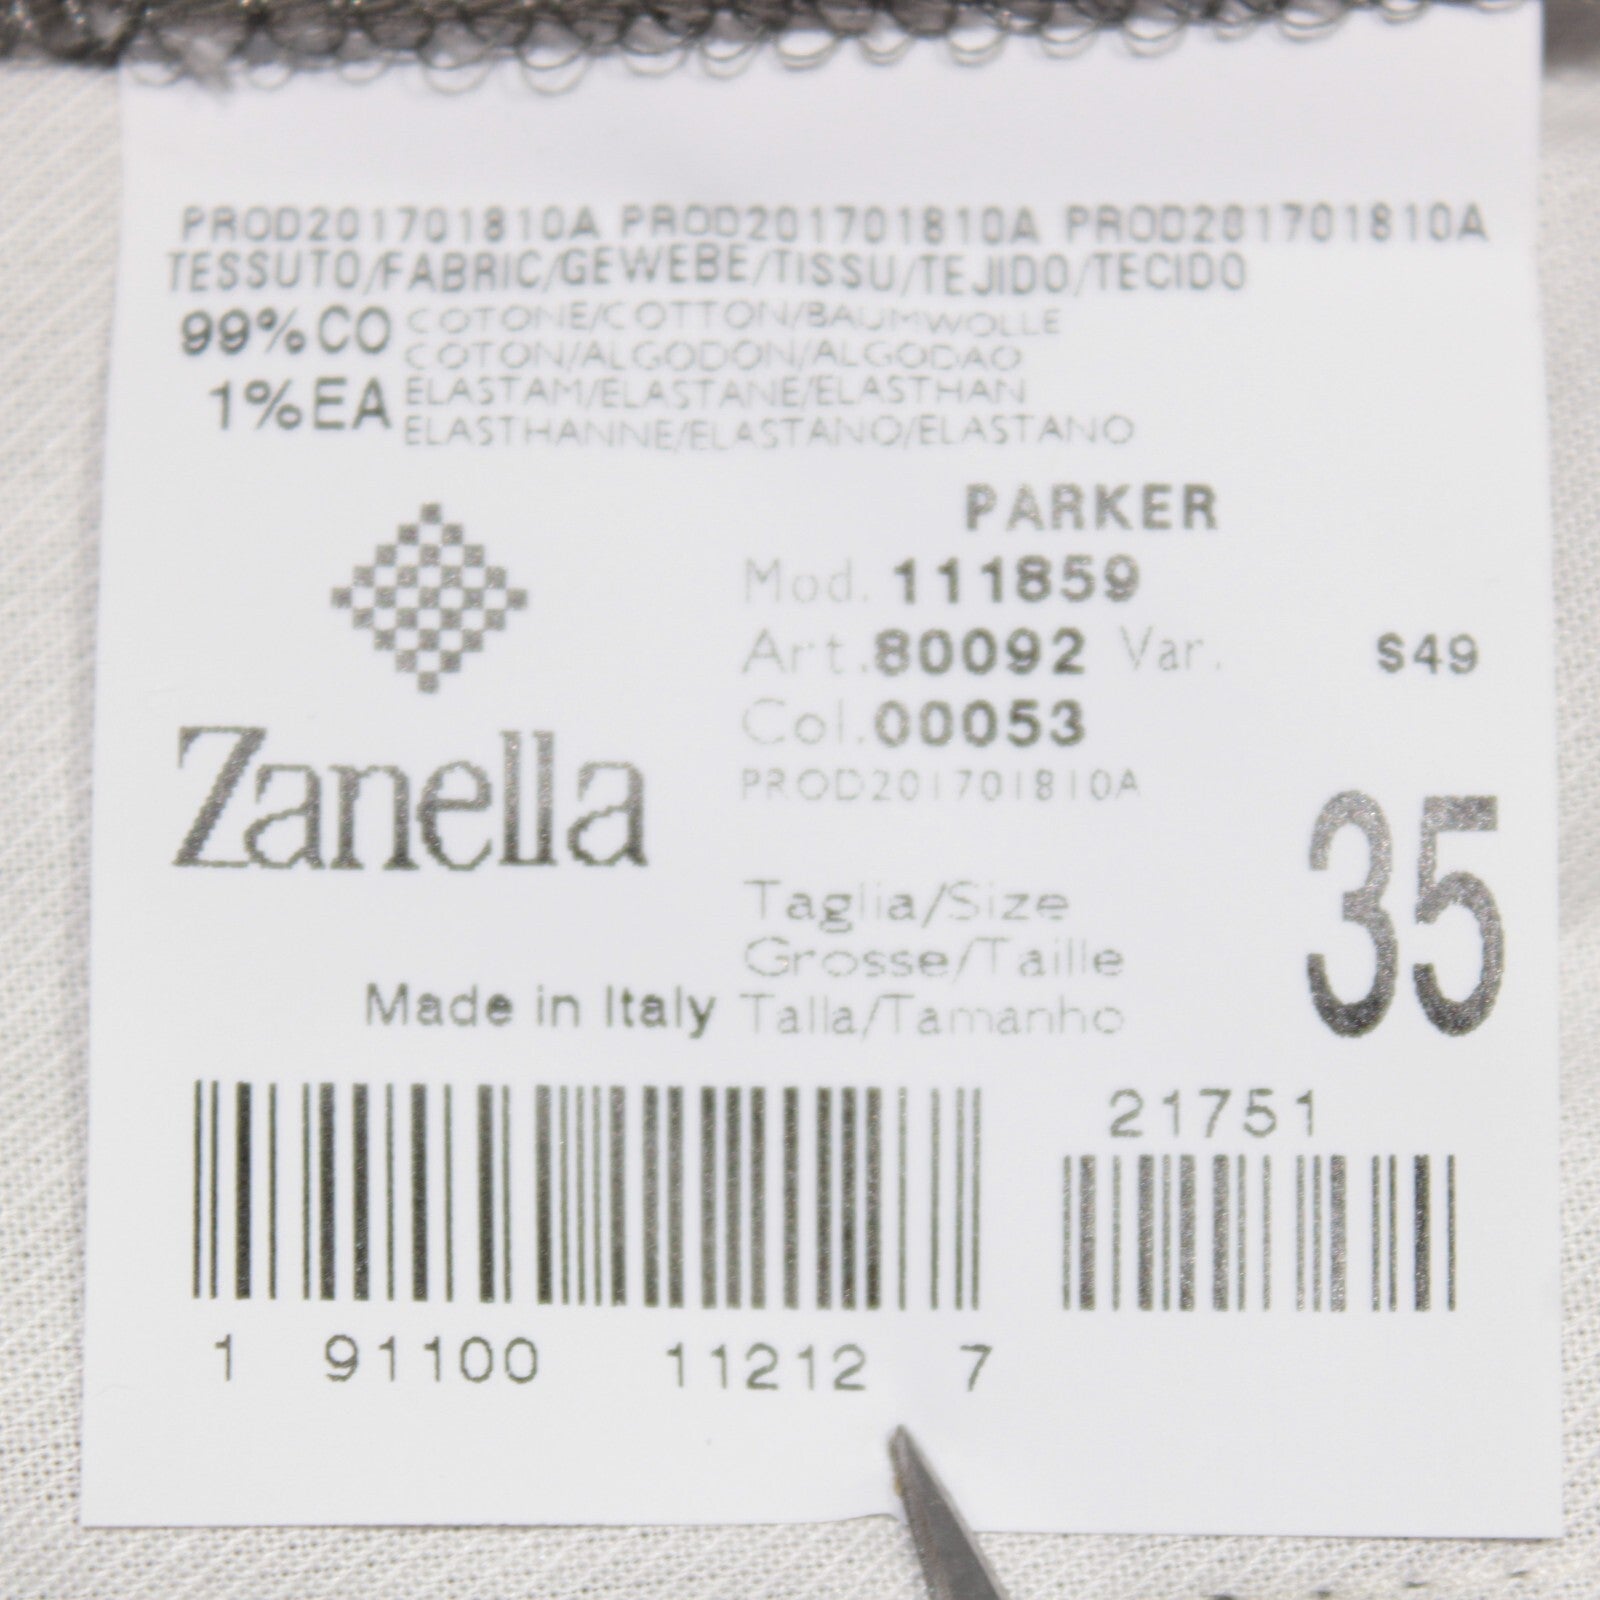 PROD201701810A PROD201701810A PROD201701810A
TESSUTO/FABRIC/GEWEBE/TISSU/TEJIDO/TECIDO
99%CO COTONE/COTTON/BAUMWOLLE
COTON/ALGODON/ALGODAO
1%EA ELASTAM/ELASTANE/ELASTHAN
ELASTHANNE/ELASTANO/ELASTANO
PARKER
Mod. 111859
Art. 80092 Var. S49
Col. 00053
PROD201701810A
Zanella
Taglia/Size
Grosse/Taille
Talla/Tamanho
35
Made in Italy
21751
1 91100 11212 7